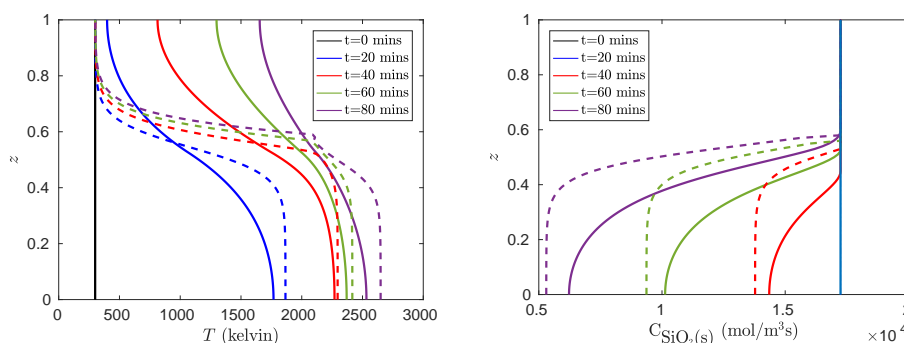 1
0.8
0.6
0.4
0.2
0
z
0 500 1000 1500 2000 2500 3000
T (kelvin)
t=0 mins
t=20 mins
t=40 mins
t=60 mins
t=80 mins
1
0.8
0.6
0.4
0.2
0
z
0.5 1 1.5
C_SiO₂(s) (mol/m³s)
×10⁴
t=0 mins
t=20 mins
t=40 mins
t=60 mins
t=80 mins